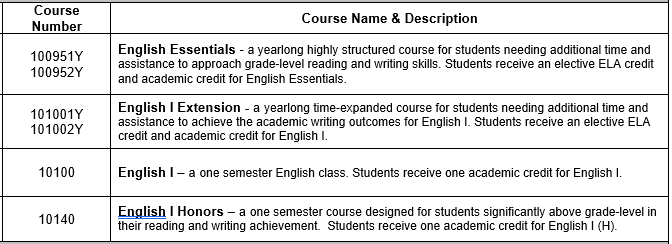 Course
Number
Course Name & Description
100951Y
100952Y
English Essentials - a yearlong highly structured course for students needing additional time and
assistance to approach grade-level reading and writing skills. Students receive an elective ELA credit
and academic credit for English Essentials.
101001Y
101002Y
English I Extension - a yearlong time-expanded course for students needing additional time and
assistance to achieve the academic writing outcomes for English I. Students receive an elective ELA
credit and academic credit for English I.
10100
English I – a one semester English class. Students receive one academic credit for English I.
10140
English I Honors – a one semester course designed for students significantly above grade-level in
their reading and writing achievement.  Students receive one academic credit for English I (H).